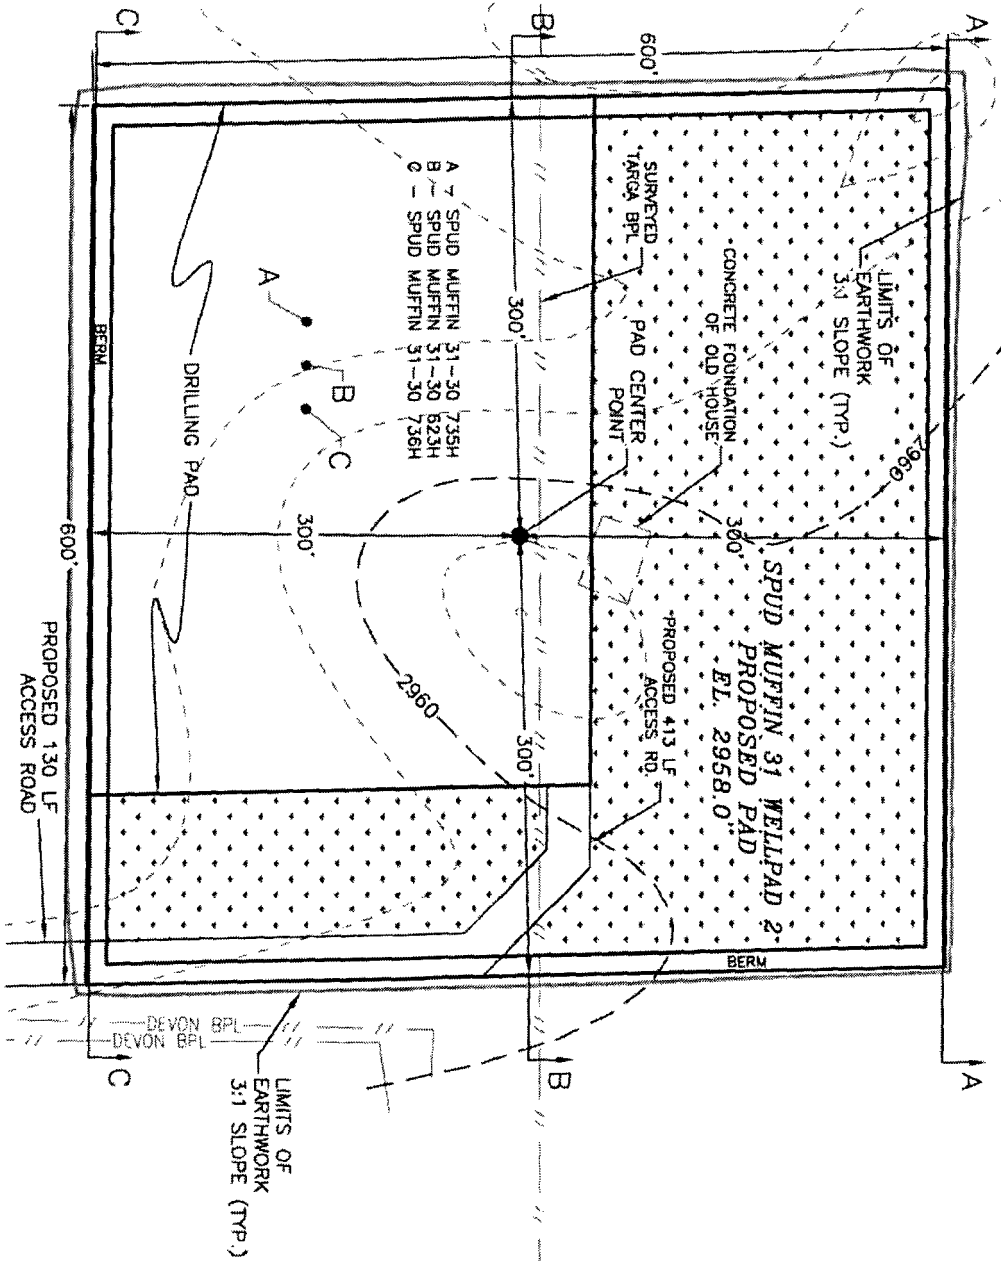 C
B
A
600'
LIMITS OF
EARTHWORK
3:1 SLOPE (TYP.)
SURVEYED
TARGA BPL
CONCRETE FOUNDATION
OF OLD HOUSE
A - SPUD MUFFIN 31-30 735H
B - SPUD MUFFIN 31-30 623H
C - SPUD MUFFIN 31-30 736H
PAD CENTER
POINT
2960
300'
A
B
C
BERM
DRILLING PAD
300'
300'
600'
SPUD MUFFIN 31 WELLPAD 2
PROPOSED PAD
EL. 2958.0'
PROPOSED 413 LF
ACCESS RD.
2960
300'
PROPOSED 130 LF
ACCESS ROAD
BERM
DEVON BPL
DEVON BPL
C
B
A
LIMITS OF
EARTHWORK
3:1 SLOPE (TYP.)